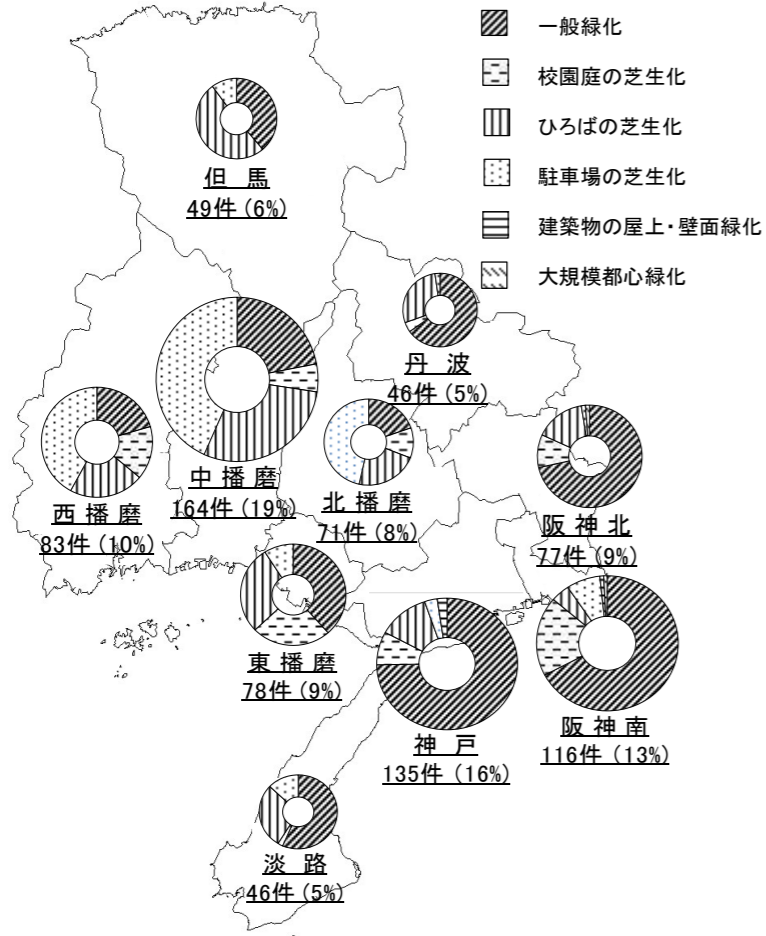 一般緑化
校園庭の芝生化
ひろばの芝生化
駐車場の芝生化
建築物の屋上・壁面緑化
大規模都心緑化
但 馬
49件(6%)
丹 波
46件(5%)
中播磨
164件(19%)
北播磨
71件(8%)
西播磨
83件(10%)
阪神北
77件(9%)
東播磨
78件(9%)
神 戸
135件(16%)
阪神南
116件(13%)
淡 路
46件(5%)